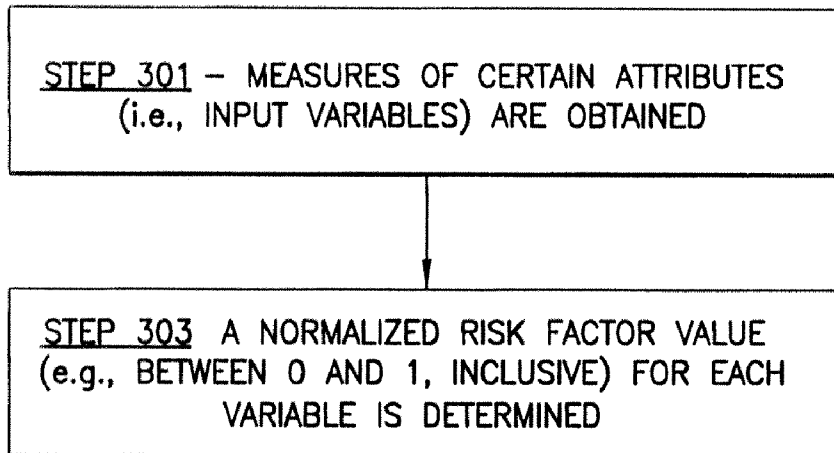 STEP 301 – MEASURES OF CERTAIN ATTRIBUTES
(i.e., INPUT VARIABLES) ARE OBTAINED
STEP 303 A NORMALIZED RISK FACTOR VALUE
(e.g., BETWEEN 0 AND 1, INCLUSIVE) FOR EACH
VARIABLE IS DETERMINED